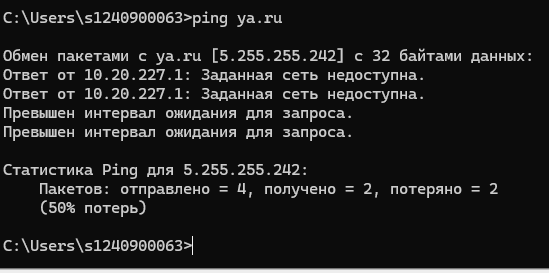 C:\Users\s1240900063>ping ya.ru
Обмен пакетами с ya.ru [5.255.255.242] с 32 байтами данных:
Ответ от 10.20.227.1: Заданная сеть недоступна.
Ответ от 10.20.227.1: Заданная сеть недоступна.
Превышен интервал ожидания для запроса.
Превышен интервал ожидания для запроса.
Статистика Ping для 5.255.255.242:
    Пакетов: отправлено = 4, получено = 2, потеряно = 2
    (50% потерь)
C:\Users\s1240900063>